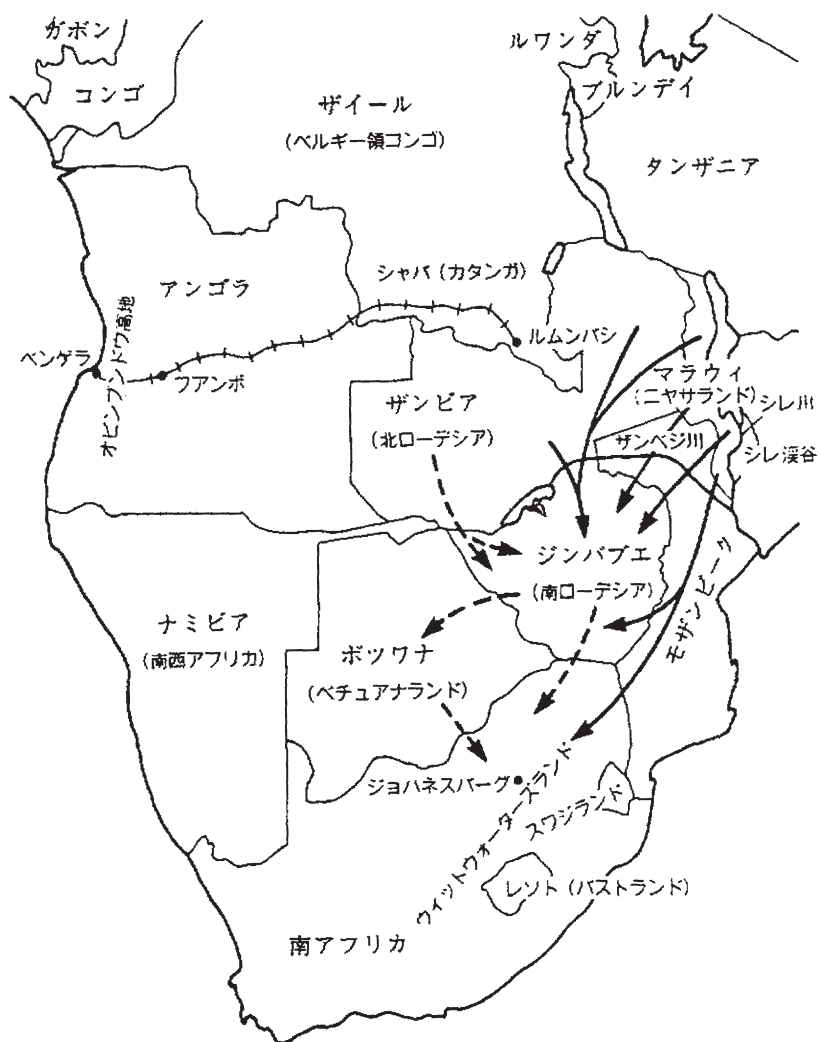 ガボン
コンゴ
ルワンダ
ブルンデイ
ザイール
(ベルギー領コンゴ)
タンザニア
アンゴラ
シャバ(カタンガ)
ルムンバシ
ベンゲラ
オビンブンドウ高地
フアンボ
マラウィ
(ニヤサランド)
シレ川
シレ渓谷
ザンビア
(北ローデシア)
ザンベジ川
ジンバブエ
(南ローデシア)
モザンビーク
ナミビア
(南西アフリカ)
ボツワナ
(ベチュアナランド)
ジョハネスバーグ
ウィットウォーターズランド
スワジランド
レソト(バストランド)
南アフリカ